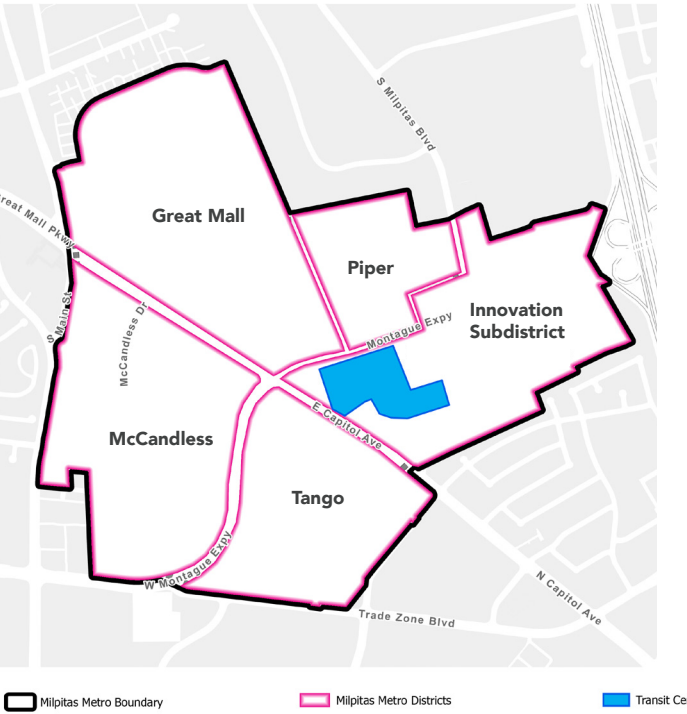 S Milpitas Blvd
Great Mall
Great Mall Pkwy
Piper
Innovation
Subdistrict
S Main St
McCandless Dr
Montague Expy
E Capitol Ave
McCandless
Tango
W Montague Expy
N Capitol Ave
Trade Zone Blvd
Milpitas Metro Boundary
Milpitas Metro Districts
Transit Ce